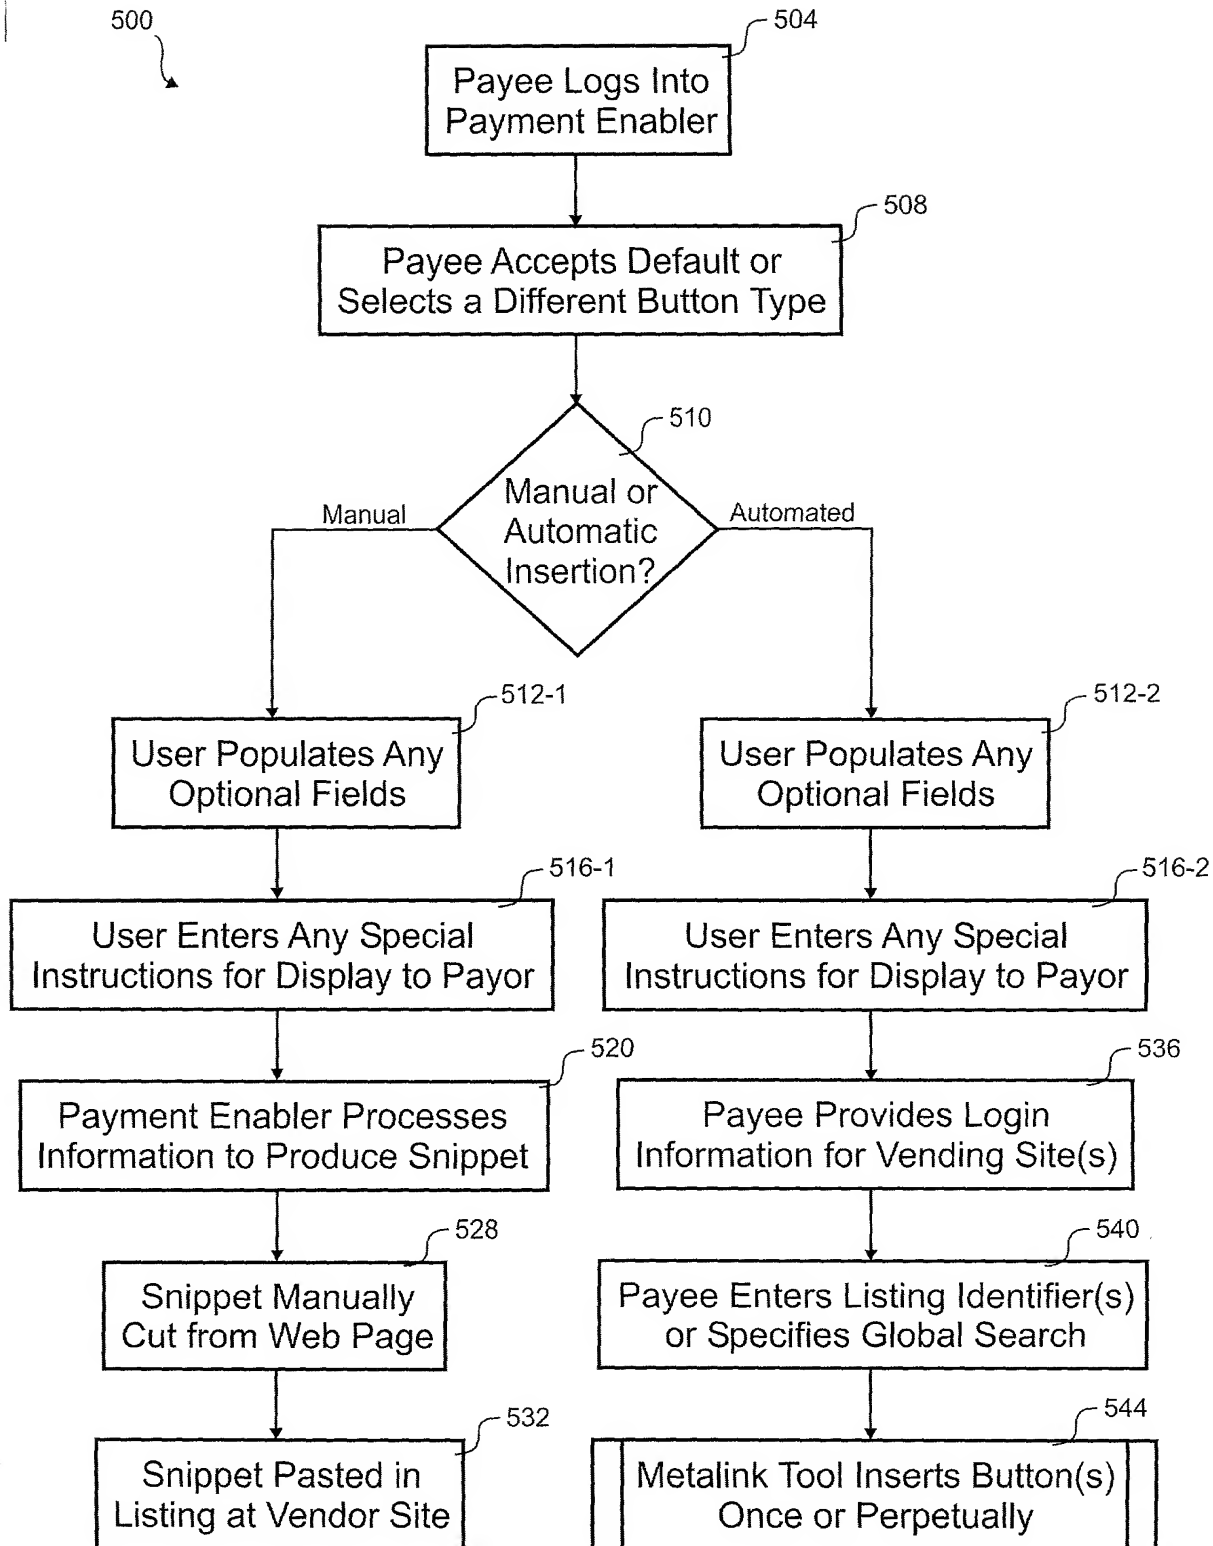 500
504
Payee Logs Into
Payment Enabler
508
Payee Accepts Default or
Selects a Different Button Type
510
Manual or
Automatic
Insertion?
Manual
Automated
512-1
User Populates Any
Optional Fields
512-2
User Populates Any
Optional Fields
516-1
User Enters Any Special
Instructions for Display to Payor
516-2
User Enters Any Special
Instructions for Display to Payor
520
Payment Enabler Processes
Information to Produce Snippet
536
Payee Provides Login
Information for Vending Site(s)
528
Snippet Manually
Cut from Web Page
540
Payee Enters Listing Identifier(s)
or Specifies Global Search
532
Snippet Pasted in
Listing at Vendor Site
544
Metalink Tool Inserts Button(s)
Once or Perpetually